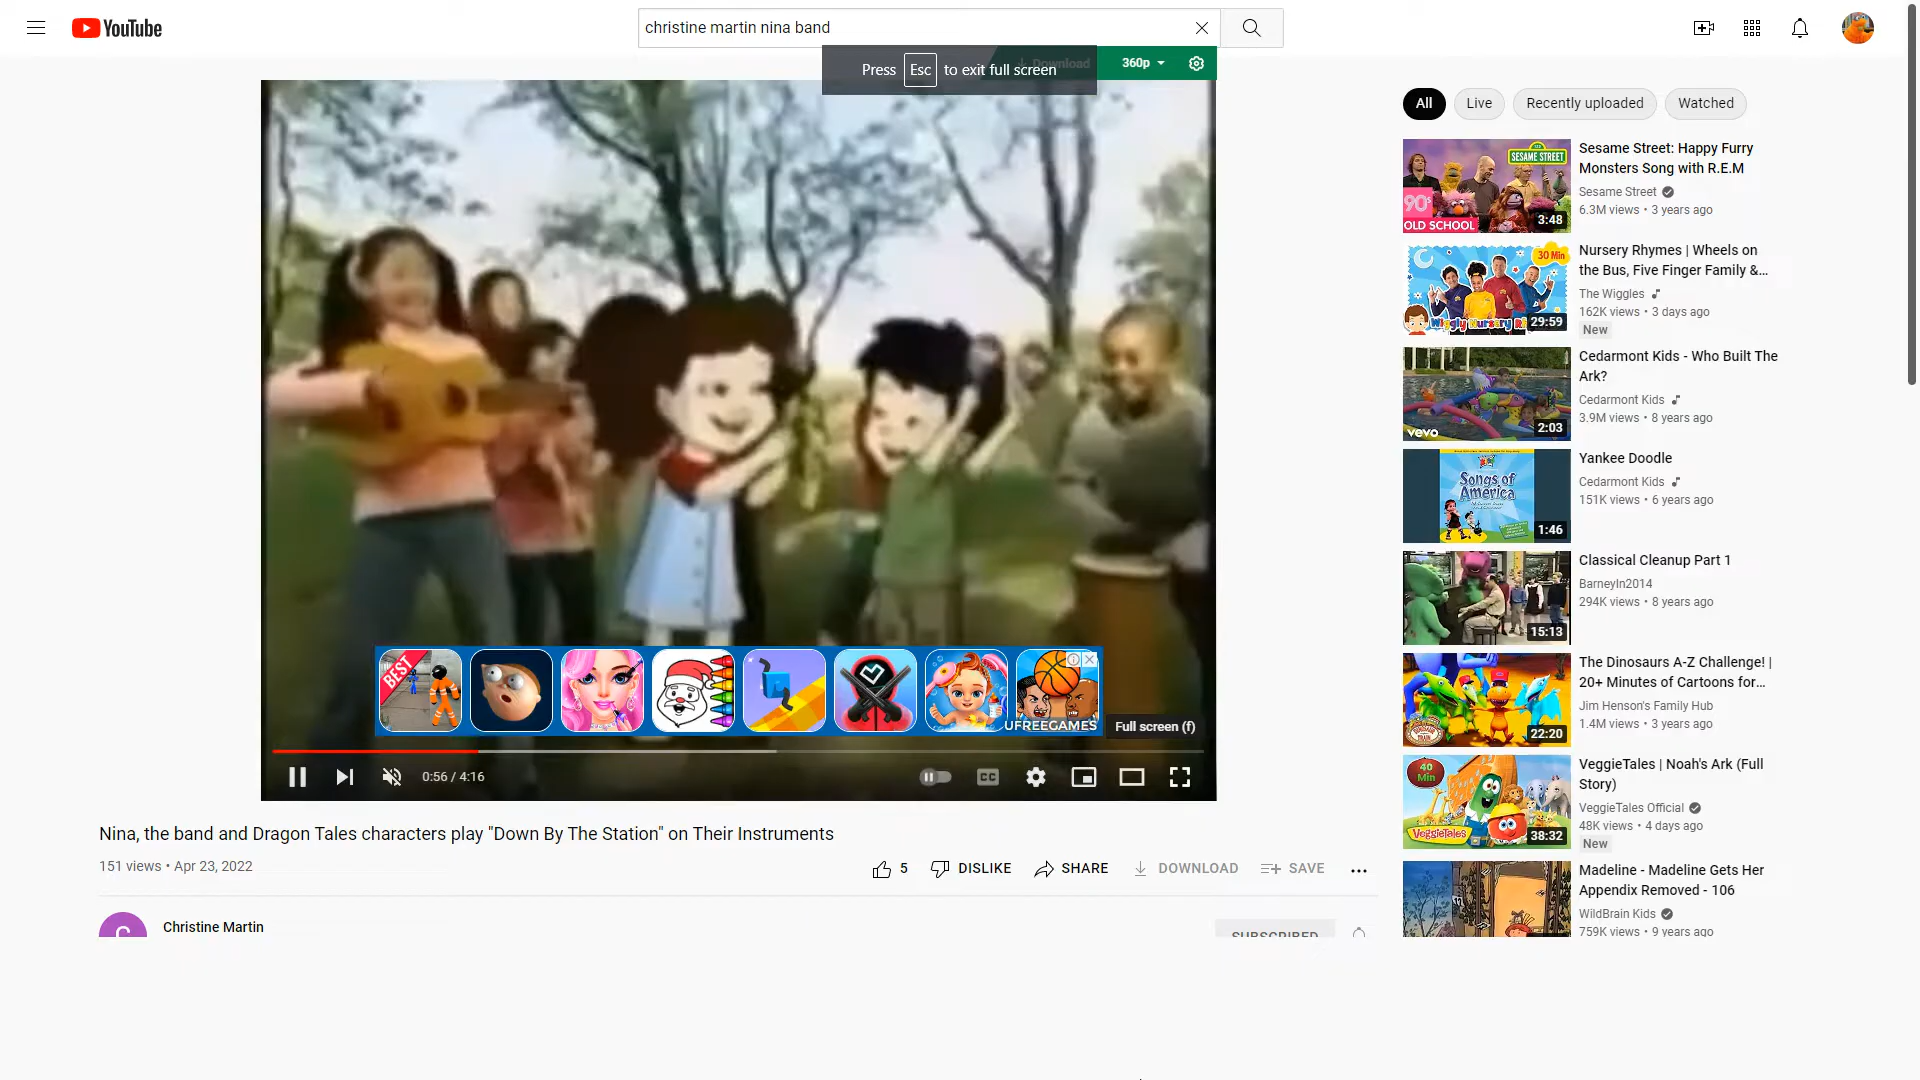 YouTube
christine martin nina band
Press Esc to exit full screen
Download
360p
All
Live
Recently uploaded
Watched
SESAME STREET
90s
OLD SCHOOL
3:48
Sesame Street: Happy Furry
Monsters Song with R.E.M
Sesame Street
6.3M views • 3 years ago
30 Min
29:59
Nursery Rhymes | Wheels on
the Bus, Five Finger Family &...
The Wiggles
162K views • 3 days ago
New
vevo
2:03
Cedarmont Kids - Who Built The
Ark?
Cedarmont Kids
3.9M views • 8 years ago
Songs of
America
1:46
Yankee Doodle
Cedarmont Kids
151K views • 6 years ago
15:13
Classical Cleanup Part 1
BarneyIn2014
294K views • 8 years ago
22:20
The Dinosaurs A-Z Challenge! |
20+ Minutes of Cartoons for...
Jim Henson's Family Hub
1.4M views • 3 years ago
40
Min
VeggieTales
38:32
VeggieTales | Noah's Ark (Full
Story)
VeggieTales Official
48K views • 4 days ago
New
Madeline - Madeline Gets Her
Appendix Removed - 106
WildBrain Kids
759K views • 9 years ago
BEST
UFREEGAMES
Full screen (f)
0:56 / 4:16
CC
Nina, the band and Dragon Tales characters play "Down By The Station" on Their Instruments
151 views • Apr 23, 2022
5
DISLIKE
SHARE
DOWNLOAD
SAVE
Christine Martin
SUBSCRIBED